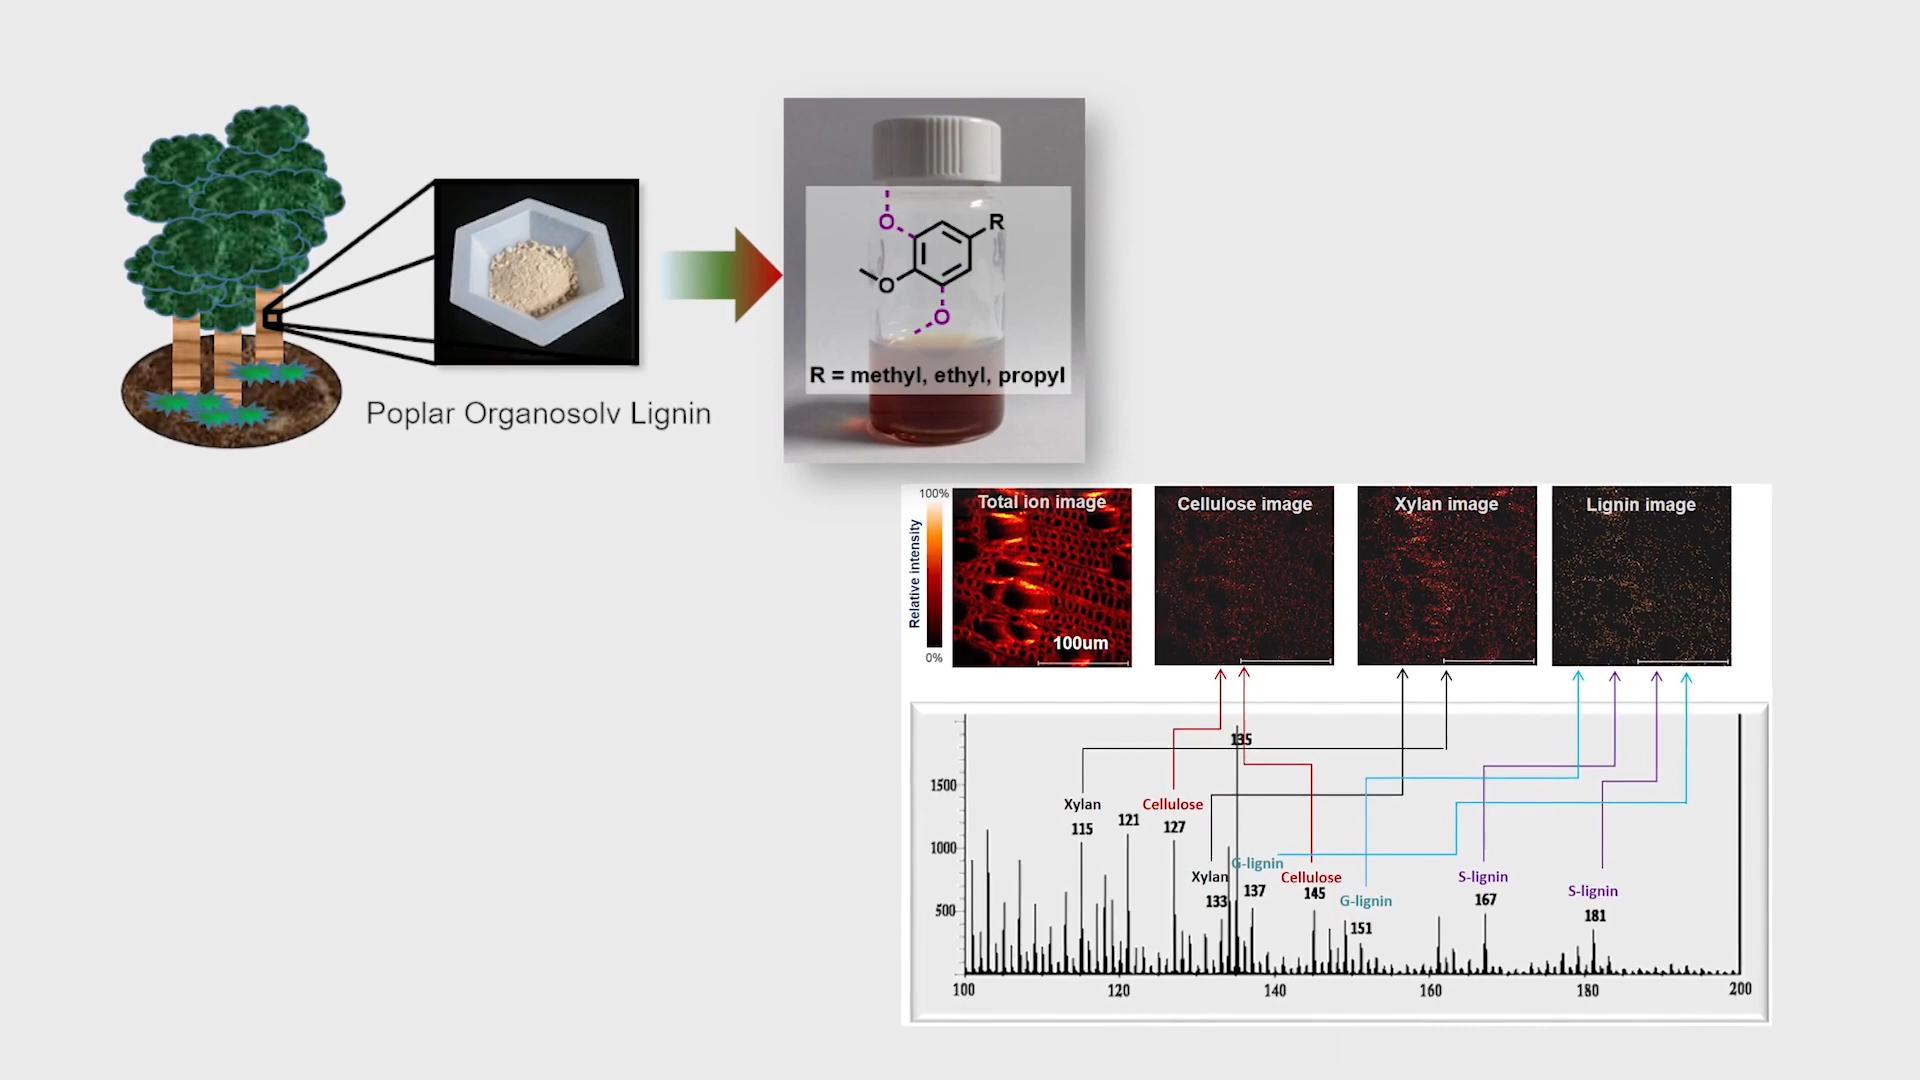 Poplar Organosolv Lignin
O
R
O
O
R = methyl, ethyl, propyl
100%
Relative intensity
0%
Total ion image
100um
Cellulose image
Xylan image
Lignin image
135
1500
1000
500
Xylan
115
121
Cellulose
127
Xylan
133
G-lignin
137
Cellulose
145
G-lignin
151
S-lignin
167
S-lignin
181
100
120
140
160
180
200